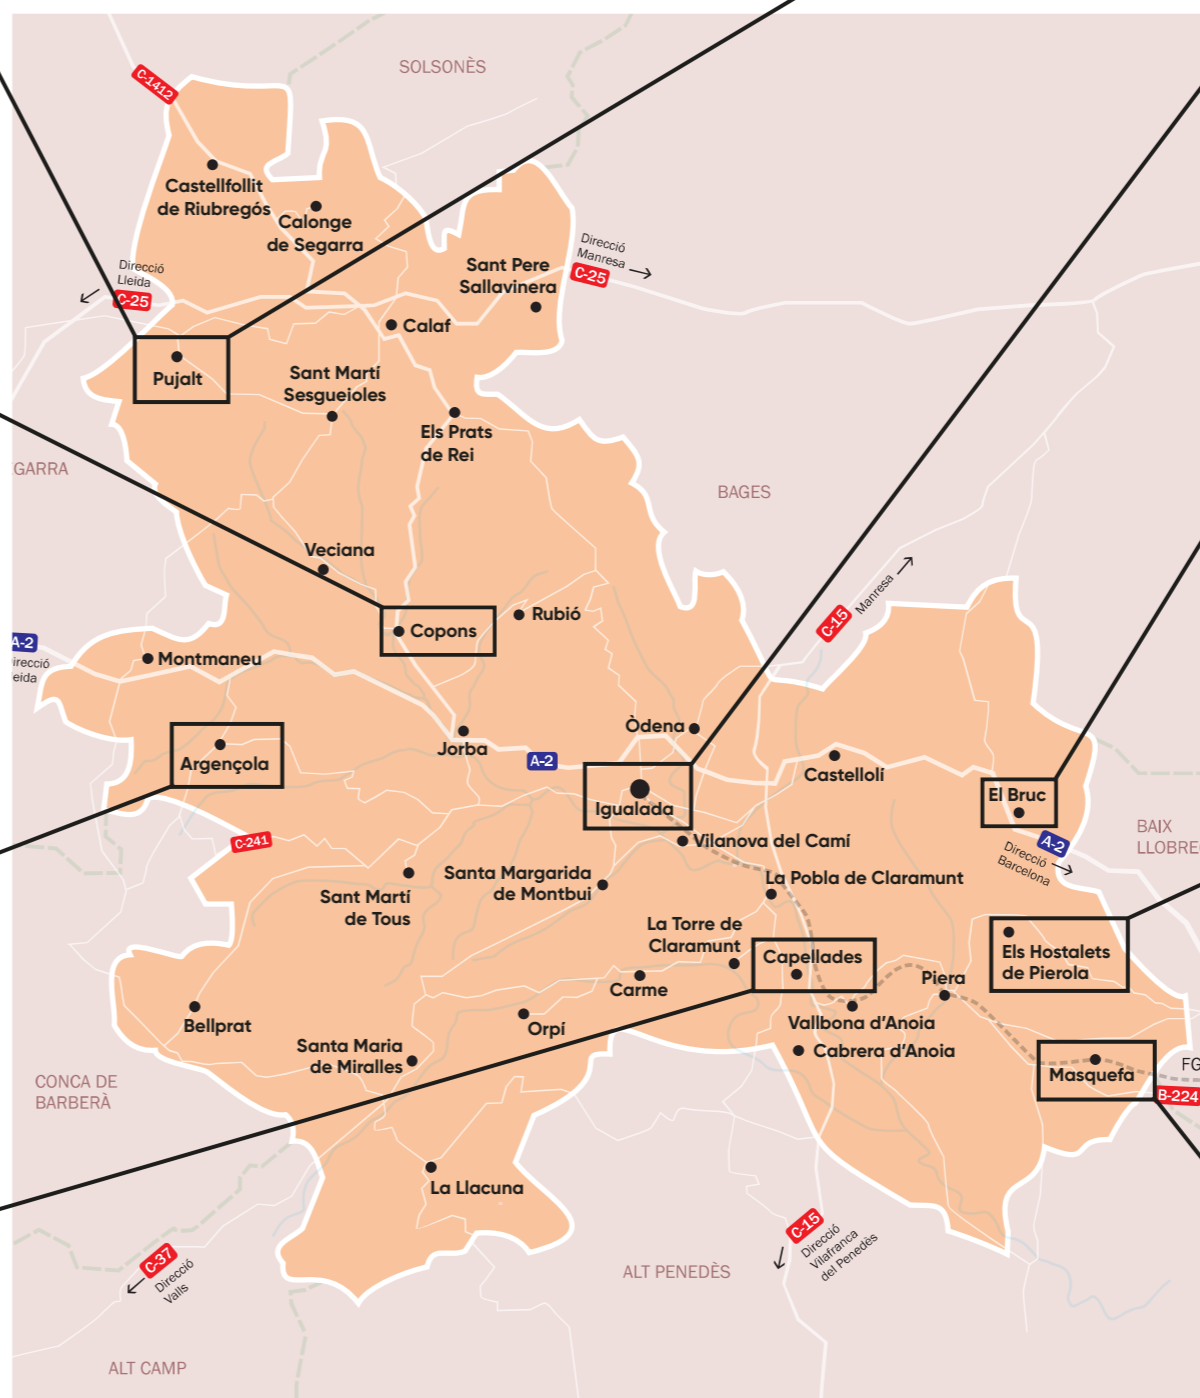 SOLSONÈS
C-1412
Castellfollit
de Riubregós
Calonge
de Segarra
Direcció
Manresa
C-25
Sant Pere
Sallavinera
Direcció
Lleida
C-25
Calaf
Pujalt
Sant Martí
Sesgueioles
Els Prats
de Rei
GARRA
BAGES
Veciana
Manresa
C-15
Rubió
Copons
A-2
irecció
eida
Montmaneu
Òdena
Jorba
A-2
Argençola
Castellolí
Igualada
El Bruc
C-241
Vilanova del Camí
BAIX
LLOBRE
A-2
Direcció
Barcelona
Santa Margarida
de Montbui
La Pobla de Claramunt
Sant Martí
de Tous
La Torre de
Claramunt
Capellades
Els Hostalets
de Pierola
Carme
Piera
Bellprat
Orpí
Vallbona d'Anoia
Santa Maria
de Miralles
Cabrera d'Anoia
Masquefa
FG
B-224
CONCA DE
BARBERÀ
La Llacuna
C-15
Direcció
Vilafranca
del Penedès
C-37
Direcció
Valls
ALT PENEDÈS
ALT CAMP